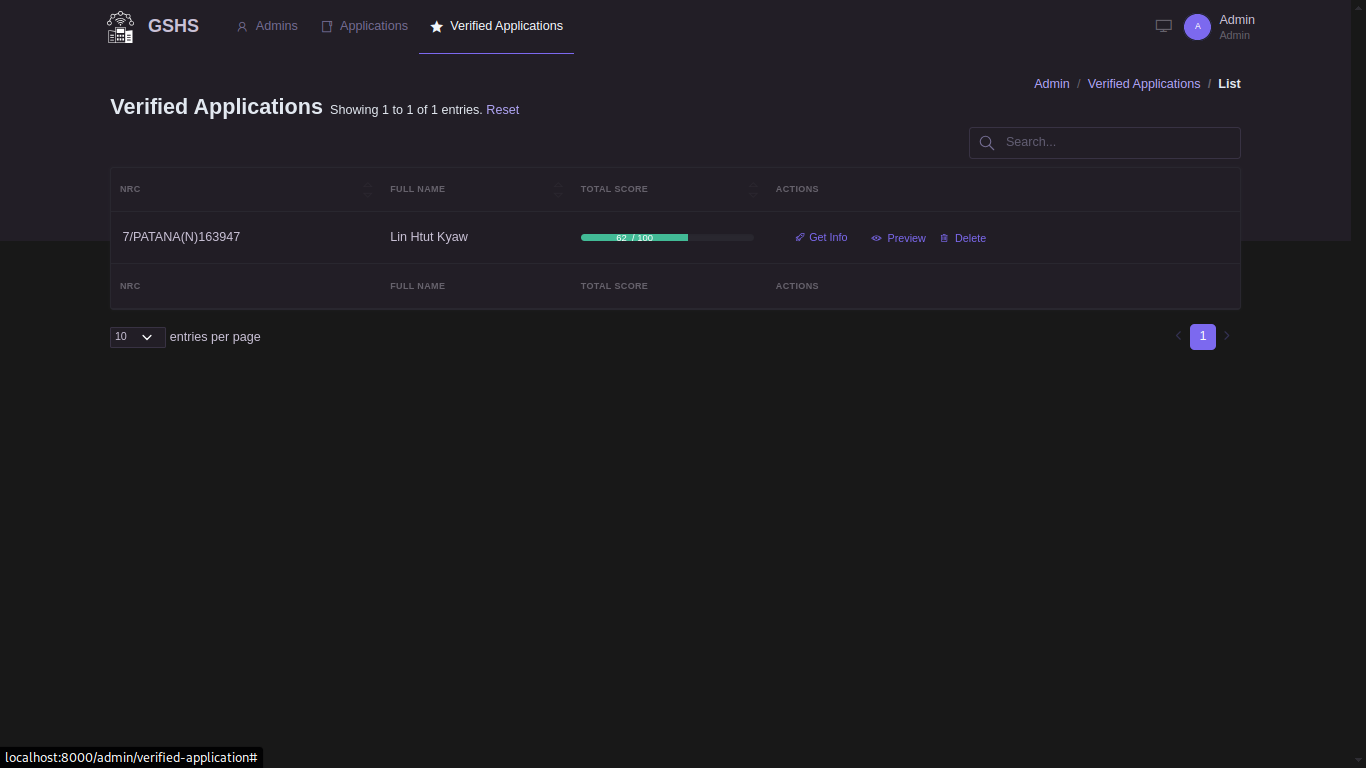 GSHS Admins Applications Verified Applications A Admin
Admin
Admin / Verified Applications / List
Verified Applications Showing 1 to 1 of 1 entries. Reset
Search...
NRC FULL NAME TOTAL SCORE ACTIONS
7/PATANA(N)163947 Lin Htut Kyaw 62 / 100 Get Info Preview Delete
NRC FULL NAME TOTAL SCORE ACTIONS
10 entries per page 1
localhost:8000/admin/verified-application#